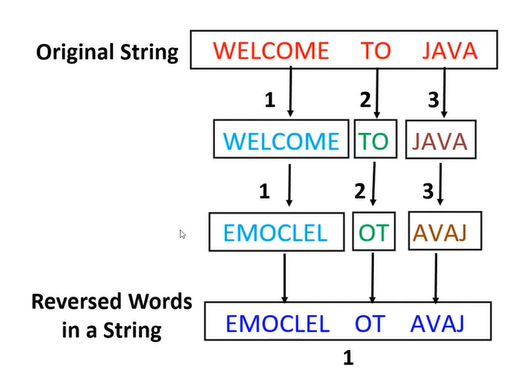 Original String WELCOME TO JAVA
1 2 3
WELCOME TO JAVA
1 2 3
EMOCLEL OT AVAJ
Reversed Words
in a String
EMOCLEL OT AVAJ
1